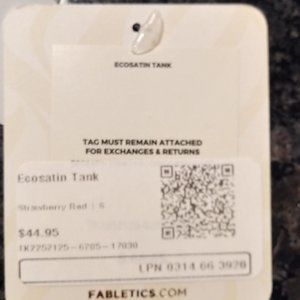 ECOSATIN TANK
TAG MUST REMAIN ATTACHED
FOR EXCHANGES & RETURNS
Ecosatin Tank
Strawberry Red | S
$44.95
TK2252125-6705-17030
LPN 0314 66 3920
FABLETICS.COM